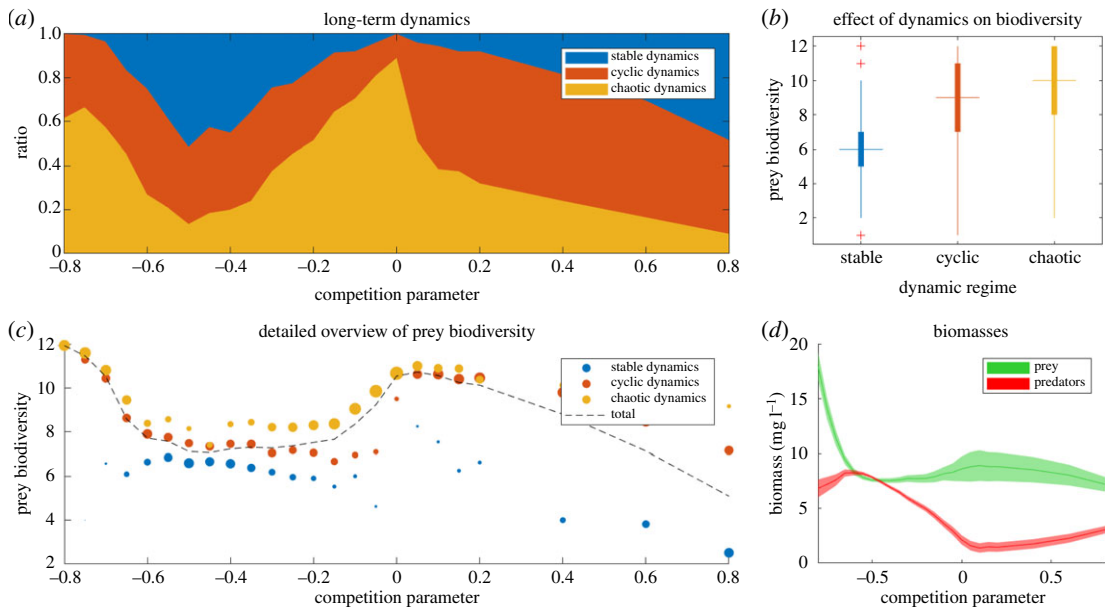 (a) long-term dynamics
1.0
0.8
0.6
0.4
0.2
0
ratio
stable dynamics
cyclic dynamics
chaotic dynamics
−0.8 −0.6 −0.4 −0.2 0 0.2 0.4 0.6 0.8
competition parameter
(b) effect of dynamics on biodiversity
12
10
8
6
4
2
prey biodiversity
stable cyclic chaotic
dynamic regime
(c) detailed overview of prey biodiversity
12
10
8
6
4
2
prey biodiversity
stable dynamics
cyclic dynamics
chaotic dynamics
total
−0.8 −0.6 −0.4 −0.2 0 0.2 0.4 0.6 0.8
competition parameter
(d) biomasses
20
15
10
5
0
biomass (mg l−1)
prey
predators
−0.5 0 0.5
competition parameter